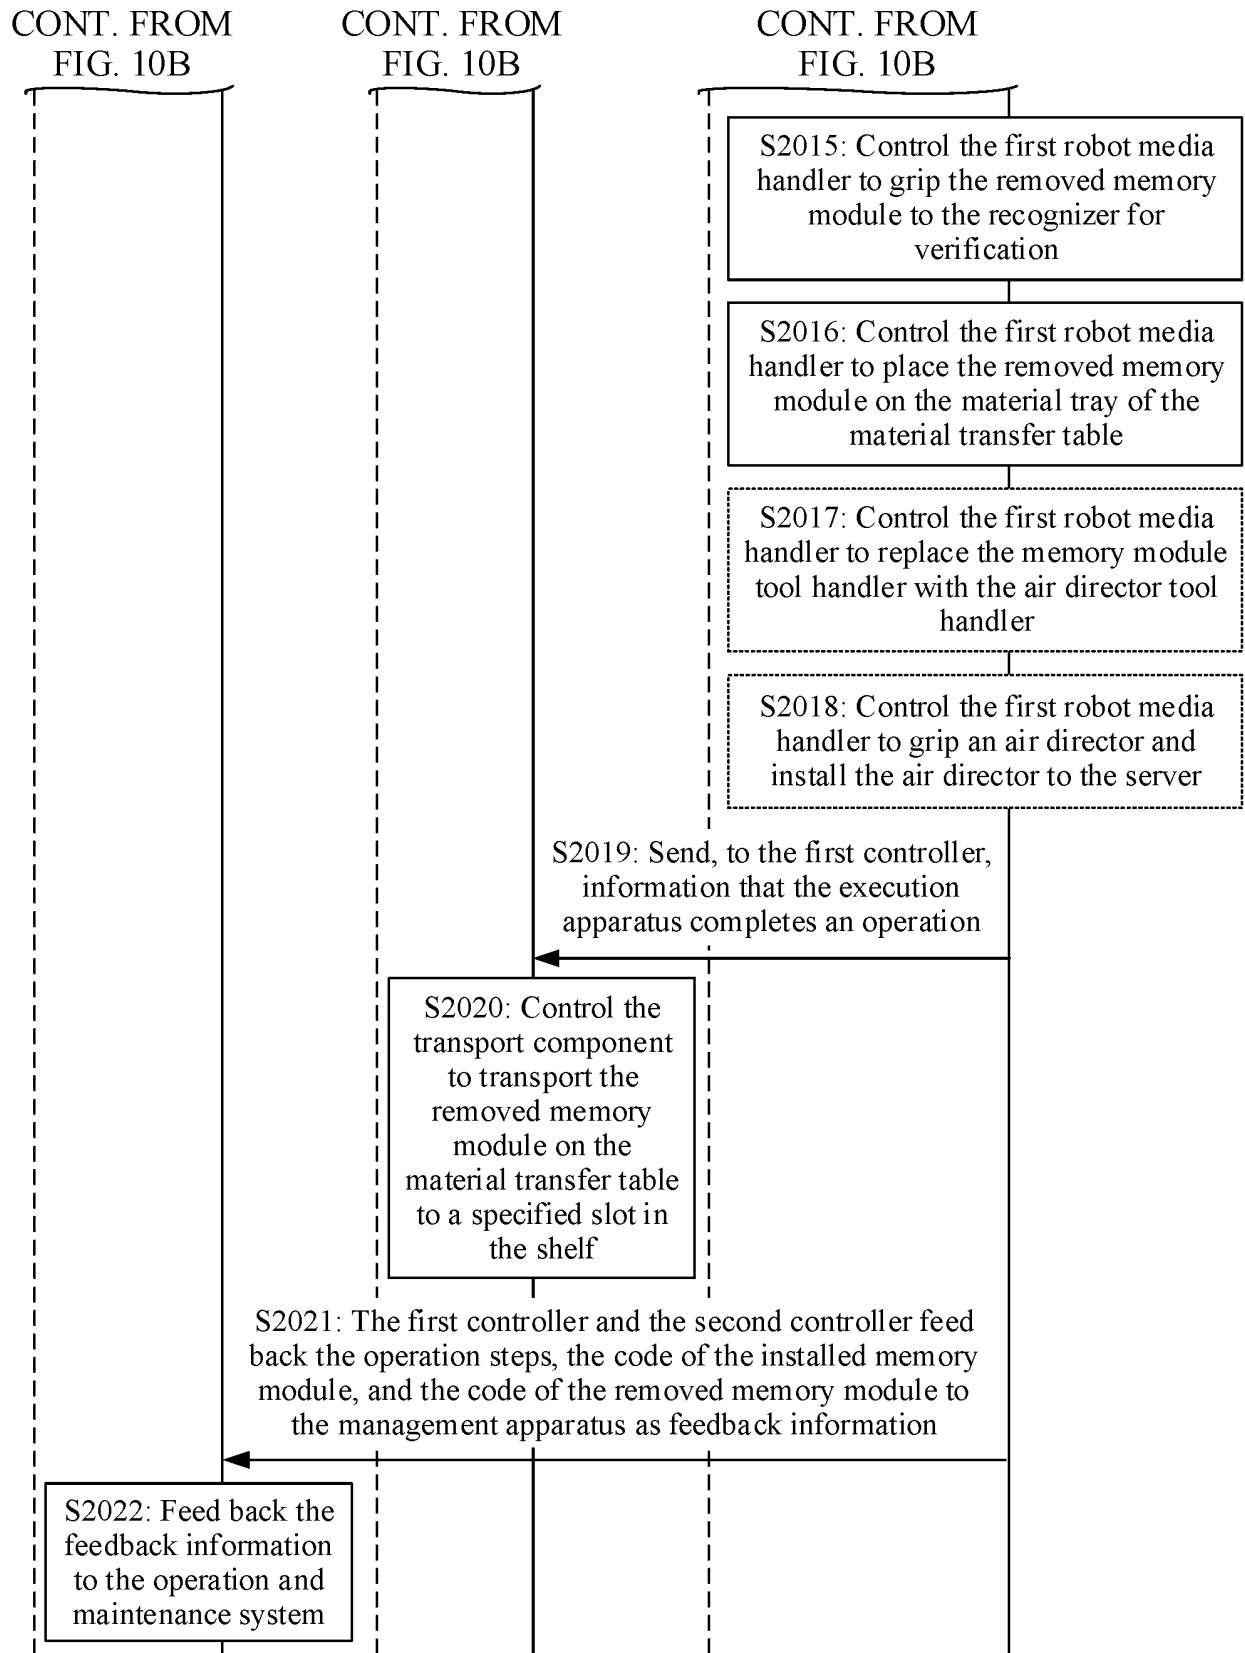 CONT. FROM
FIG. 10B
CONT. FROM
FIG. 10B
CONT. FROM
FIG. 10B
S2015: Control the first robot media
handler to grip the removed memory
module to the recognizer for
verification
S2016: Control the first robot media
handler to place the removed memory
module on the material tray of the
material transfer table
S2017: Control the first robot media
handler to replace the memory module
tool handler with the air director tool
handler
S2018: Control the first robot media
handler to grip an air director and
install the air director to the server
S2019: Send, to the first controller,
information that the execution
apparatus completes an operation
S2020: Control the
transport component
to transport the
removed memory
module on the
material transfer table
to a specified slot in
the shelf
S2021: The first controller and the second controller feed
back the operation steps, the code of the installed memory
module, and the code of the removed memory module to
the management apparatus as feedback information
S2022: Feed back the
feedback information
to the operation and
maintenance system